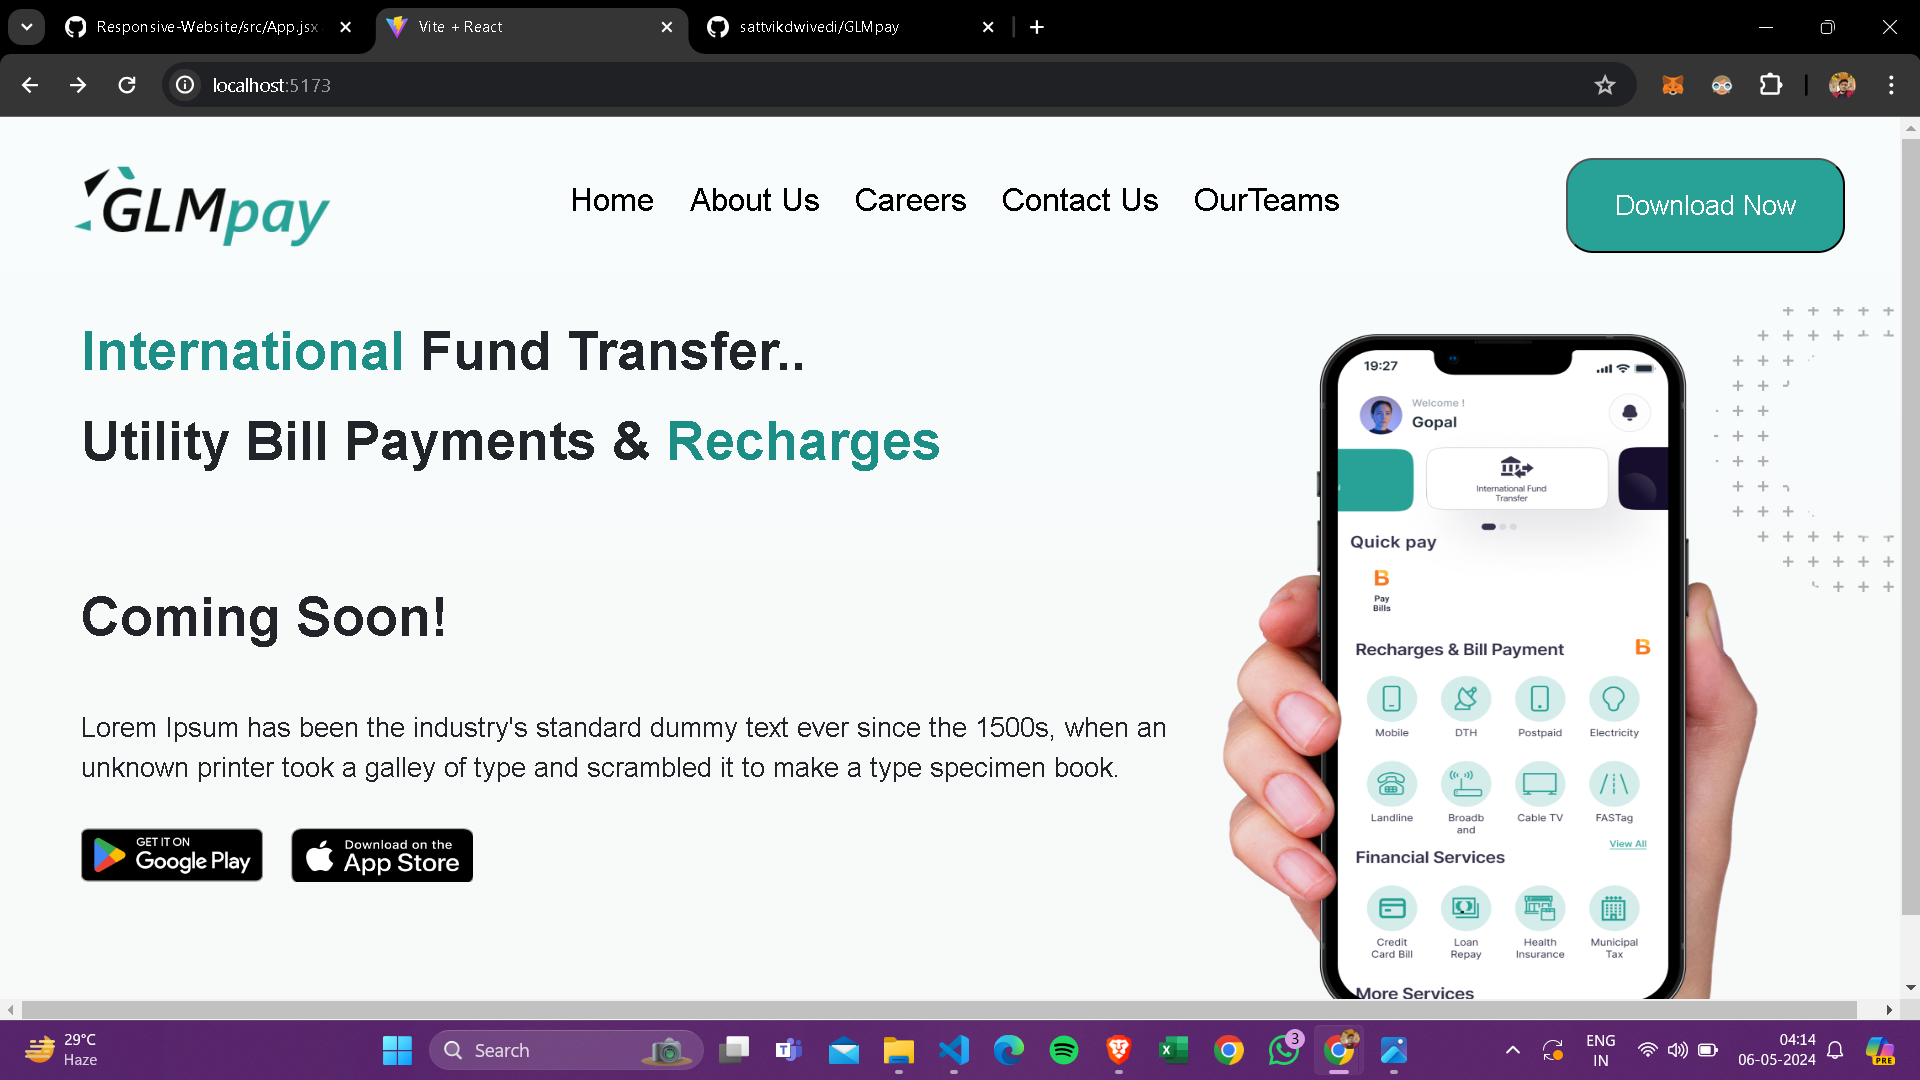 Responsive-Website/src/App.jsx
Vite + React
sattvikdwivedi/GLMpay
localhost:5173
GLMpay
Home About Us Careers Contact Us OurTeams
Download Now
International Fund Transfer..
Utility Bill Payments & Recharges
Coming Soon!
Lorem Ipsum has been the industry's standard dummy text ever since the 1500s, when an
unknown printer took a galley of type and scrambled it to make a type specimen book.
GET IT ON
Google Play
Download on the
App Store
19:27
Welcome !
Gopal
International Fund
Transfer
Quick pay
B
Pay
Bills
Recharges & Bill Payment B
Mobile DTH Postpaid Electricity
Landline Broadb
and Cable TV FASTag
View All
Financial Services
Credit
Card Bill
Loan
Repay
Health
Insurance
Municipal
Tax
More Services
29°C
Haze
Search
3
ENG
IN
04:14
06-05-2024
PRE